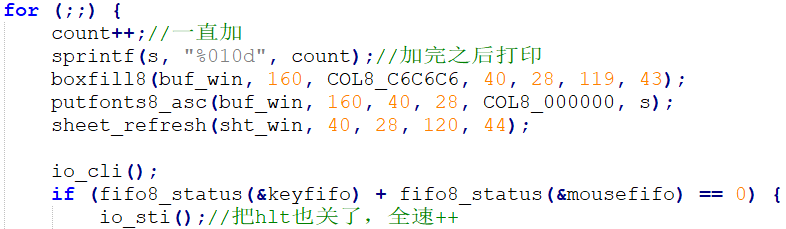 for (;;) {
count++;//一直加
sprintf(s, "%010d", count);//加完之后打印
boxfill8(buf_win, 160, COL8_C6C6C6, 40, 28, 119, 43);
putfonts8_asc(buf_win, 160, 40, 28, COL8_000000, s);
sheet_refresh(sht_win, 40, 28, 120, 44);
io_cli();
if (fifo8_status(&keyfifo) + fifo8_status(&mousefifo) == 0) {
io_sti();//把hlt也关了，全速++